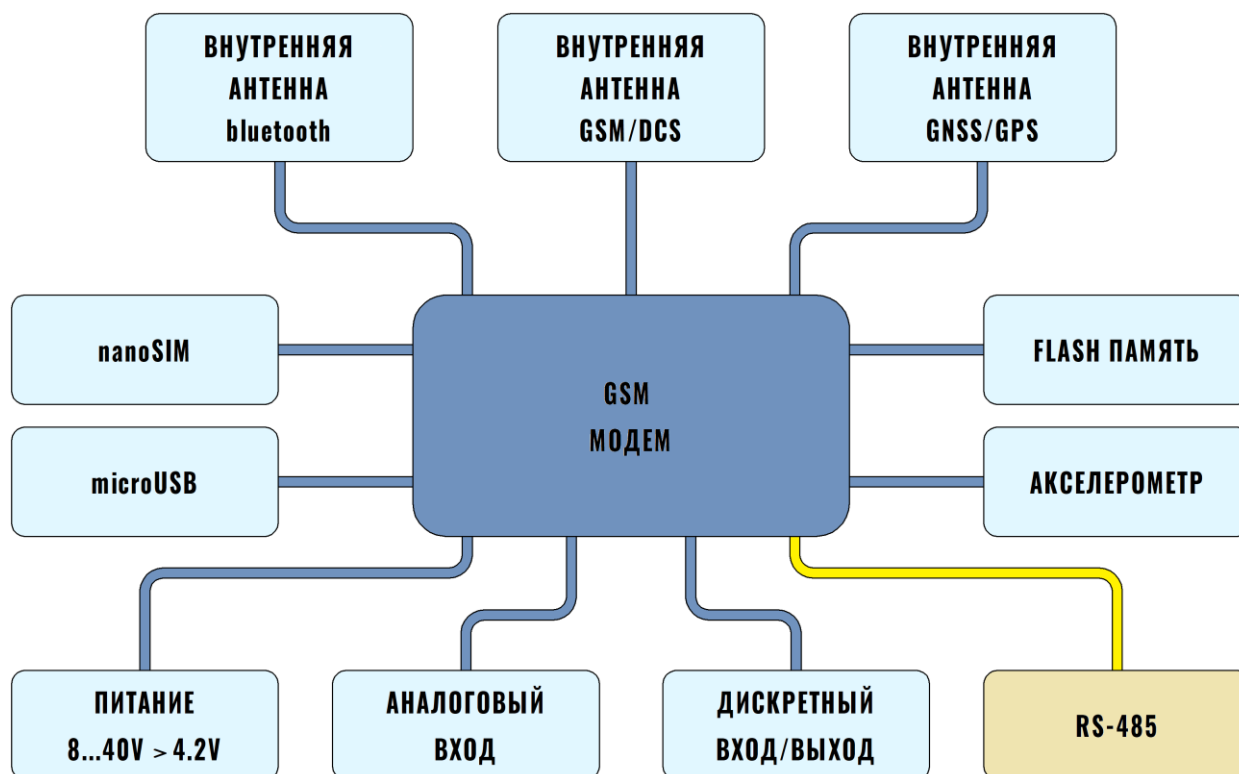 ВНУТРЕННЯЯ
АНТЕННА
bluetooth
ВНУТРЕННЯЯ
АНТЕННА
GSM/DCS
ВНУТРЕННЯЯ
АНТЕННА
GNSS/GPS
nanoSIM
GSM
МОДЕМ
FLASH ПАМЯТЬ
microUSB
АКСЕЛЕРОМЕТР
ПИТАНИЕ
8...40V > 4.2V
АНАЛОГОВЫЙ
ВХОД
ДИСКРЕТНЫЙ
ВХОД/ВЫХОД
RS-485